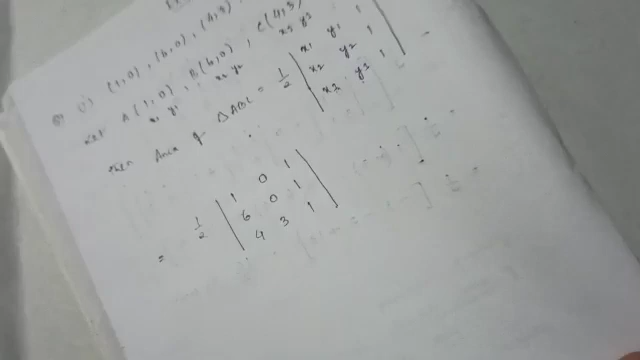 (i) (1,0), (6,0), (4,3)
Let A(1,0), B(6,0), C(4,3)
x1 y1 x2 y2 x3 y3
then Area of ΔABC = 1/2 | x1 y1 1
x2 y2 1
x3 y3 1 |
= 1/2 | 1 0 1
6 0 1
4 3 1 |